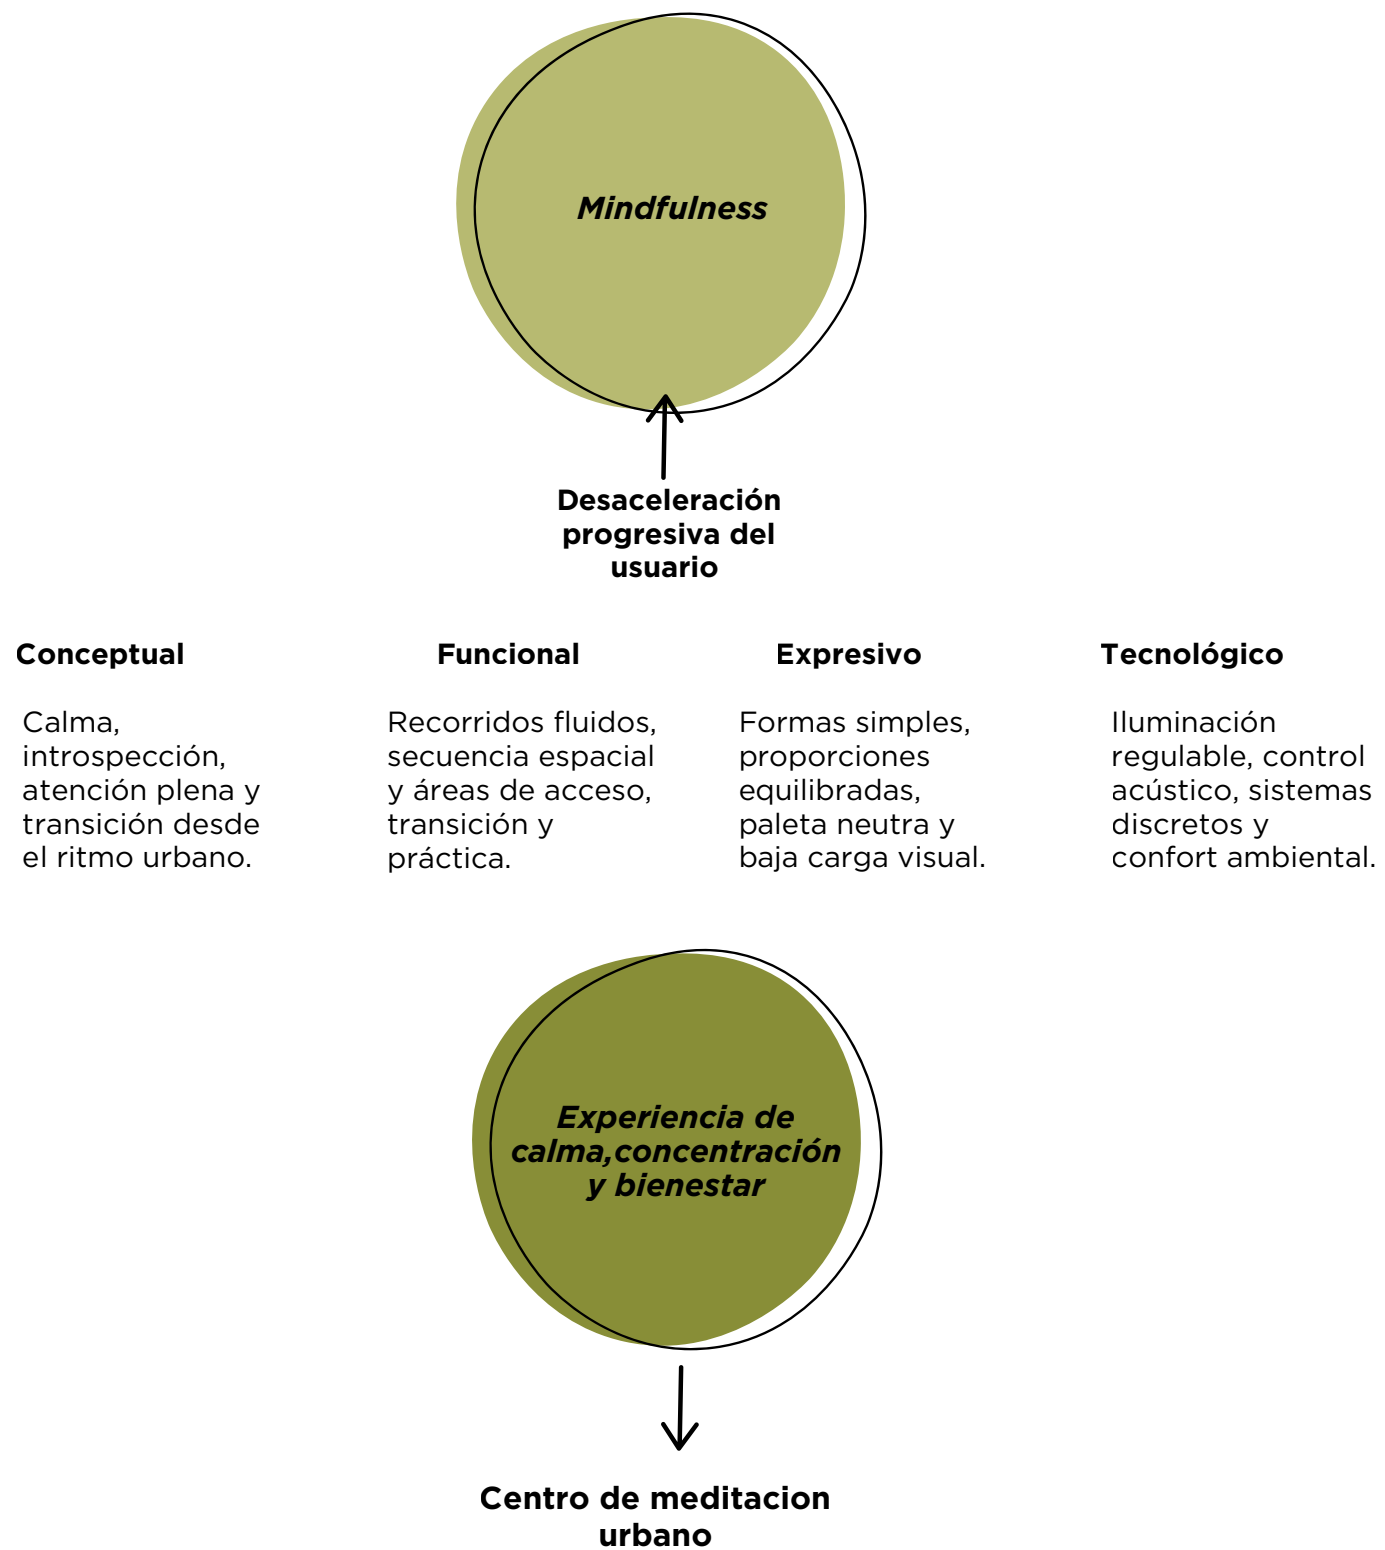 Mindfulness
Desaceleración
progresiva del
usuario
Conceptual
Calma,
introspección,
atención plena y
transición desde
el ritmo urbano.
Funcional
Recorridos fluidos,
secuencia espacial
y áreas de acceso,
transición y
práctica.
Expresivo
Formas simples,
proporciones
equilibradas,
paleta neutra y
baja carga visual.
Tecnológico
Iluminación
regulable, control
acústico, sistemas
discretos y
confort ambiental.
Experiencia de
calma,concentración
y bienestar
Centro de meditacion
urbano